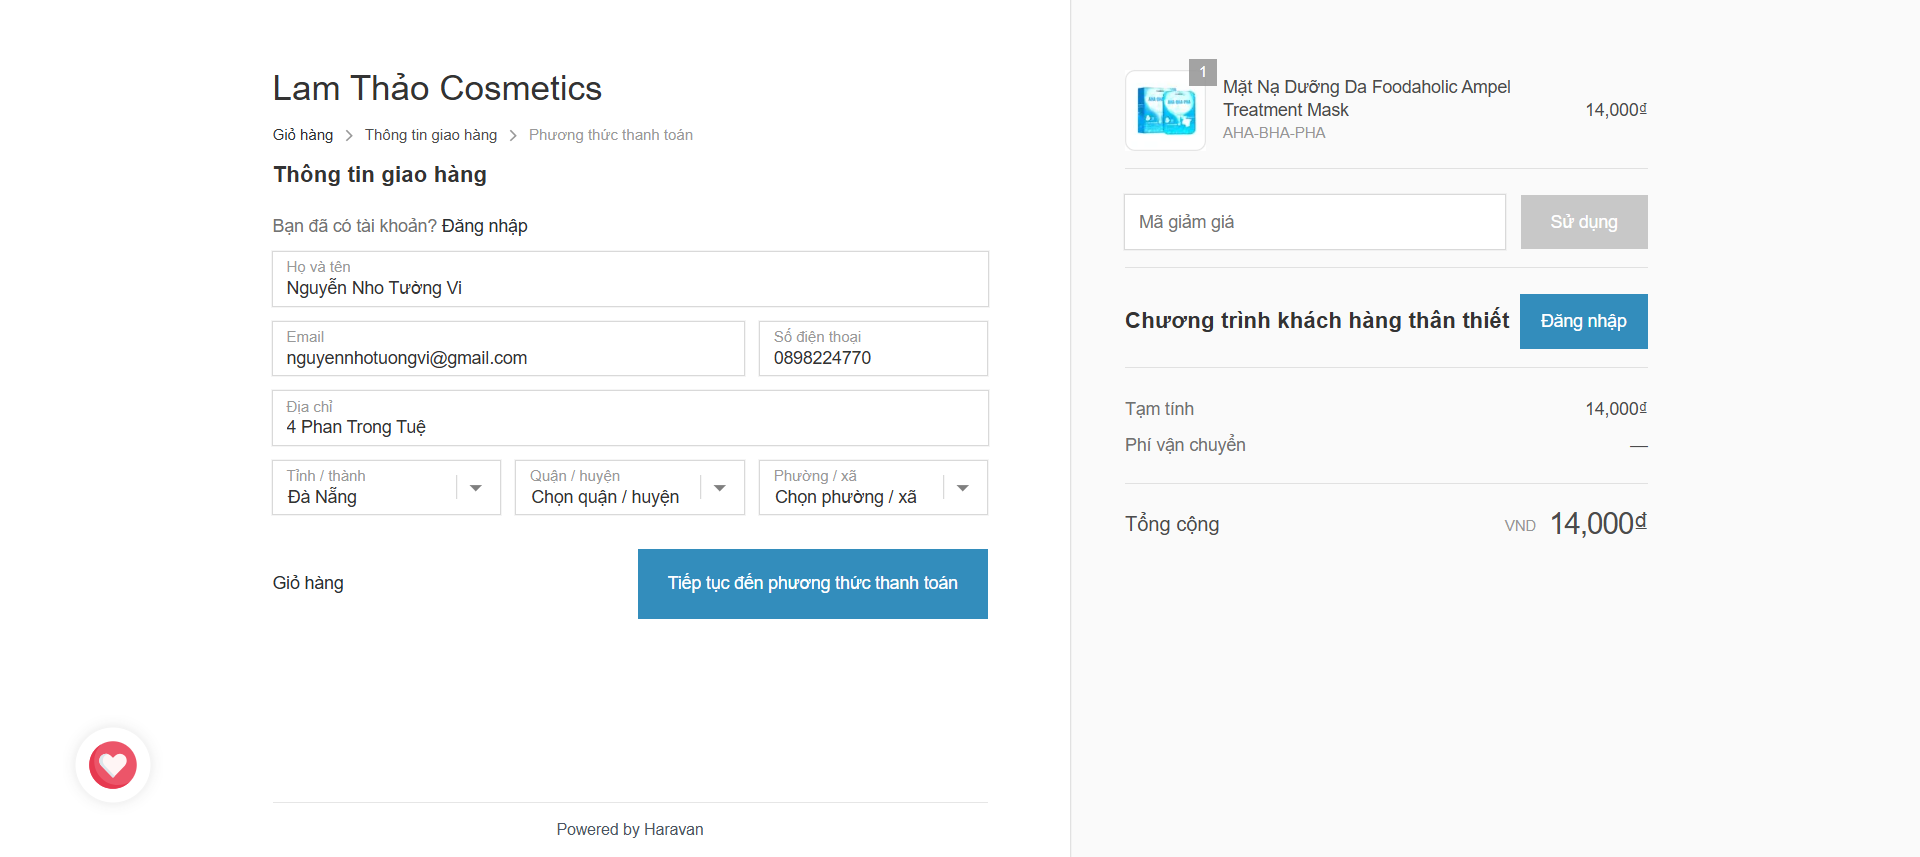 Lam Thảo Cosmetics
Giỏ hàng
Thông tin giao hàng
Phương thức thanh toán
Thông tin giao hàng
Bạn đã có tài khoản? Đăng nhập
Họ và tên
Nguyễn Nho Tường Vi
Email
nguyennhotuongvi@gmail.com
Số điện thoại
0898224770
Địa chỉ
4 Phan Trong Tuệ
Tỉnh / thành
Đà Nẵng
Quận / huyện
Chọn quận / huyện
Phường / xã
Chọn phường / xã
Giỏ hàng
Tiếp tục đến phương thức thanh toán
Powered by Haravan
1
Mặt Nạ Dưỡng Da Foodaholic Ampel
Treatment Mask
AHA-BHA-PHA
14,000₫
Mã giảm giá
Sử dụng
Chương trình khách hàng thân thiết
Đăng nhập
Tạm tính
14,000₫
Phí vận chuyển
—
Tổng cộng
VND 14,000₫